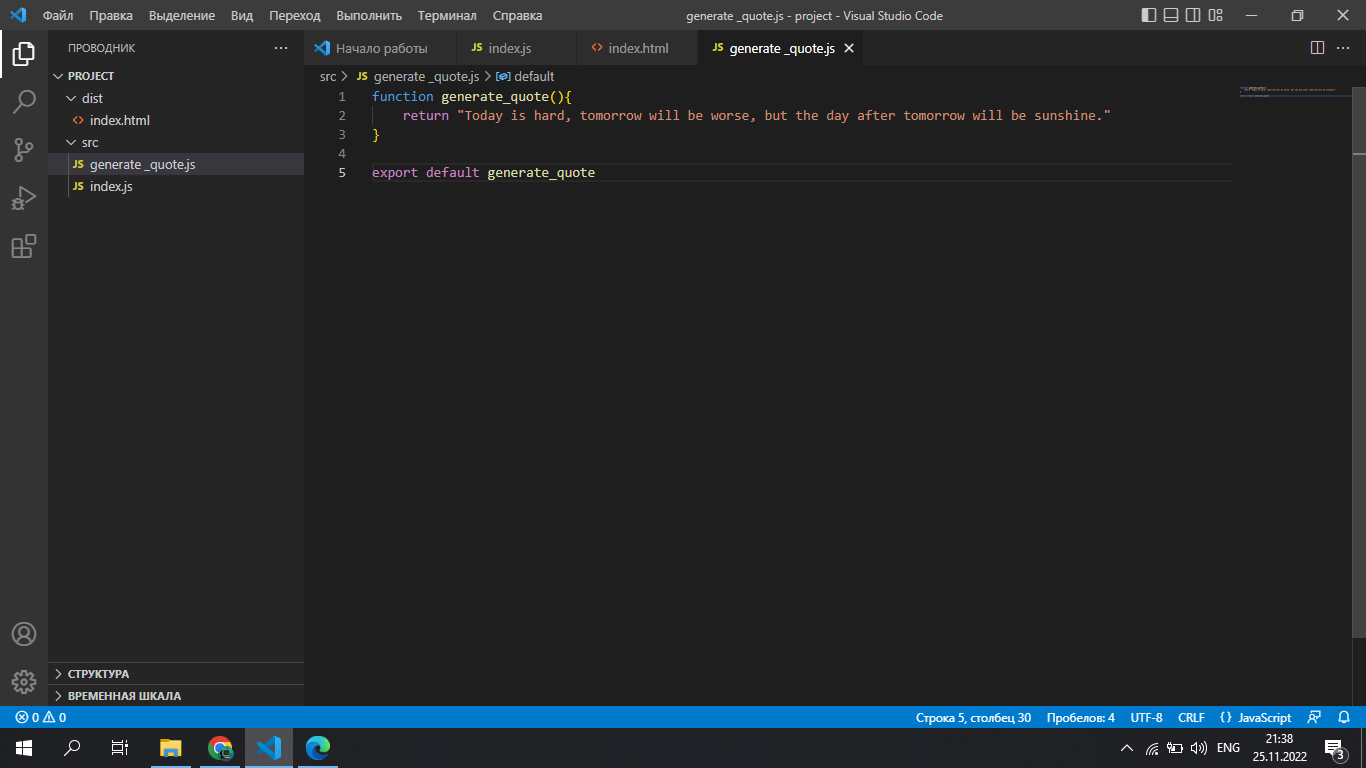 Файл Правка Выделение Вид Переход Выполнить Терминал Справка generate _quote.js - project - Visual Studio Code
ПРОВОДНИК
PROJECT
dist
index.html
src
JS generate _quote.js
JS index.js
СТРУКТУРА
ВРЕМЕННАЯ ШКАЛА
Начало работы JS index.js index.html JS generate _quote.js
src JS generate _quote.js default
1 function generate_quote(){
2 return "Today is hard, tomorrow will be worse, but the day after tomorrow will be sunshine."
3 }
4
5 export default generate_quote
0 0 Строка 5, столбец 30 Пробелов: 4 UTF-8 CRLF {} JavaScript
ENG 21:38
25.11.2022 3